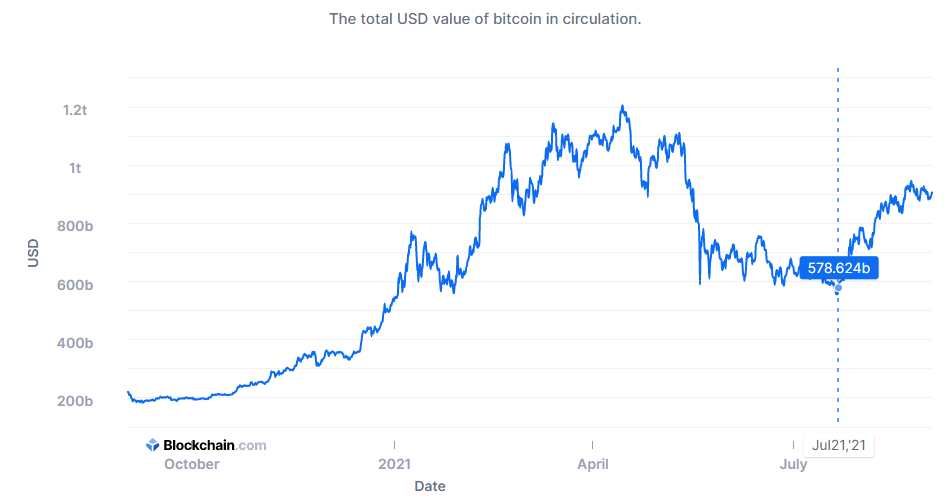 The total USD value of bitcoin in circulation.
1.2t
1t
800b
USD
578.624b
600b
400b
200b
Blockchain.com
Jul21,'21
October
2021
April
July
Date